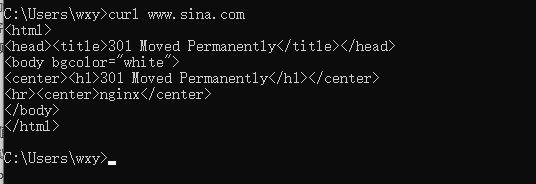 C:\Users\wxy>curl www.sina.com
<html>
<head><title>301 Moved Permanently</title></head>
<body bgcolor="white">
<center><h1>301 Moved Permanently</h1></center>
<hr><center>nginx</center>
</body>
</html>
C:\Users\wxy>